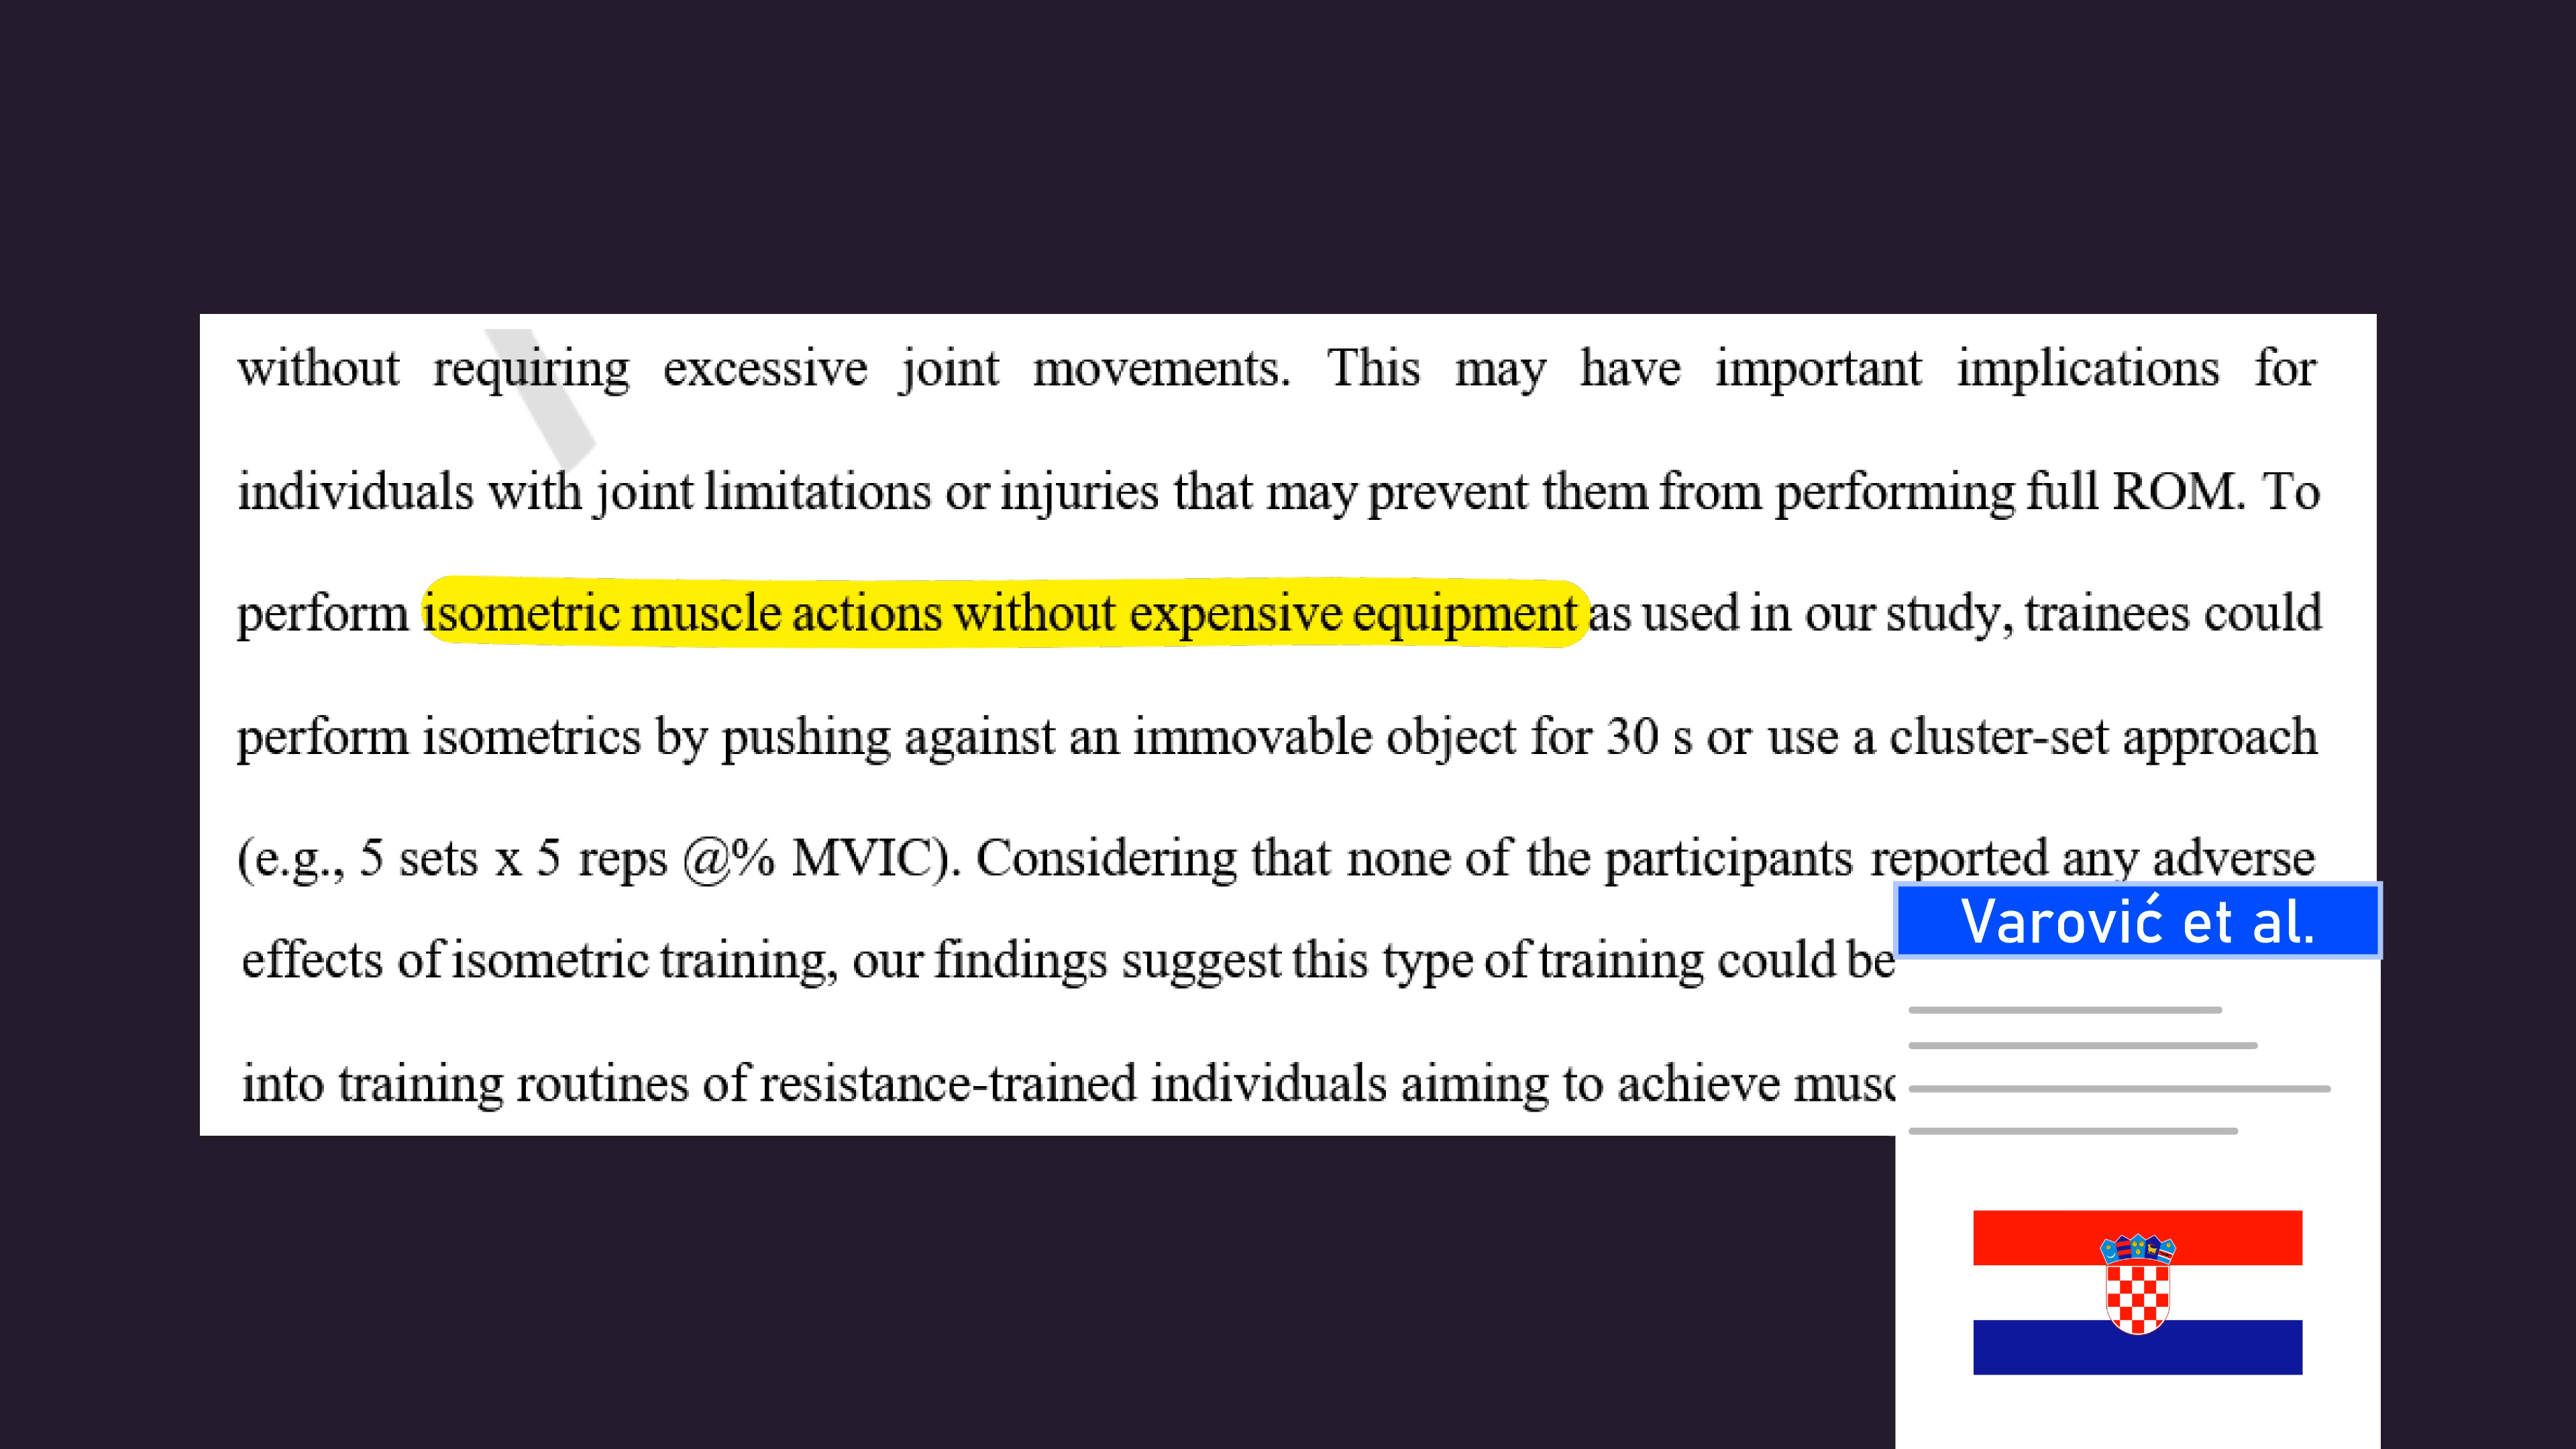 without requiring excessive joint movements. This may have important implications for
individuals with joint limitations or injuries that may prevent them from performing full ROM. To
perform isometric muscle actions without expensive equipment as used in our study, trainees could
perform isometrics by pushing against an immovable object for 30 s or use a cluster-set approach
(e.g., 5 sets x 5 reps @% MVIC). Considering that none of the participants reported any adverse
effects of isometric training, our findings suggest this type of training could be
into training routines of resistance-trained individuals aiming to achieve
Varović et al.